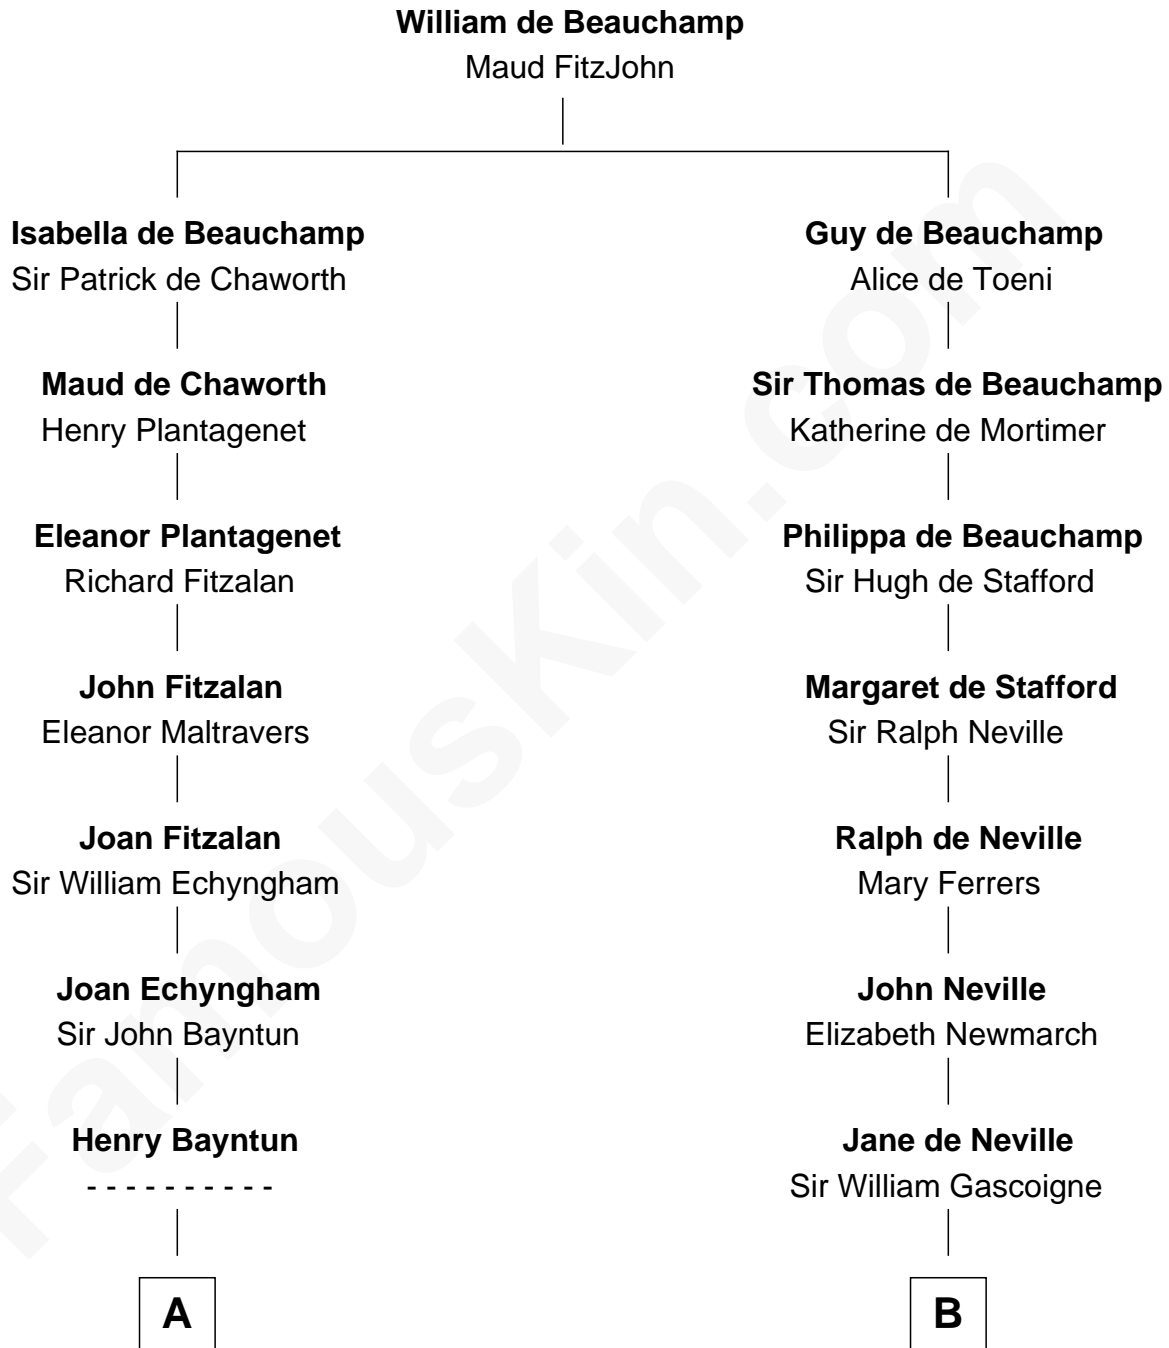 William de Beauchamp
Maud FitzJohn
Isabella de Beauchamp
Sir Patrick de Chaworth
Maud de Chaworth
Henry Plantagenet
Eleanor Plantagenet
Richard Fitzalan
John Fitzalan
Eleanor Maltravers
Joan Fitzalan
Sir William Echyngham
Joan Echyngham
Sir John Bayntun
Henry Bayntun
- - - - - - - - - -
A
Guy de Beauchamp
Alice de Toeni
Sir Thomas de Beauchamp
Katherine de Mortimer
Philippa de Beauchamp
Sir Hugh de Stafford
Margaret de Stafford
Sir Ralph Neville
Ralph de Neville
Mary Ferrers
John Neville
Elizabeth Newmarch
Jane de Neville
Sir William Gascoigne
B
FamousKin.com